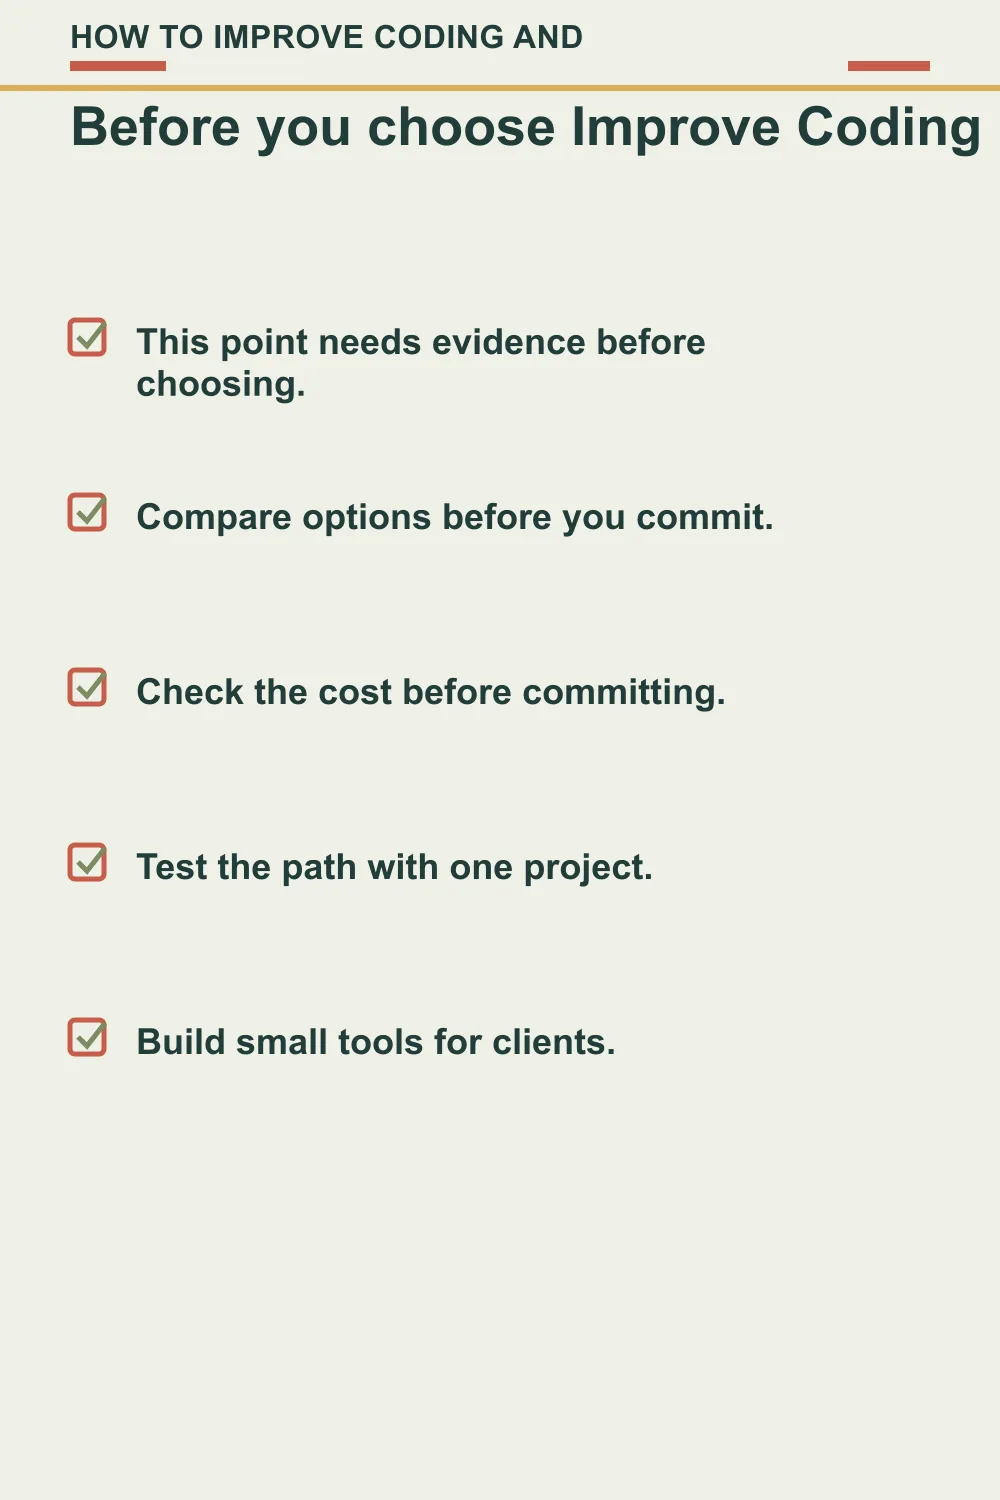 HOW TO IMPROVE CODING AND
Before you choose Improve Coding
This point needs evidence before
choosing.
Compare options before you commit.
Check the cost before committing.
Test the path with one project.
Build small tools for clients.